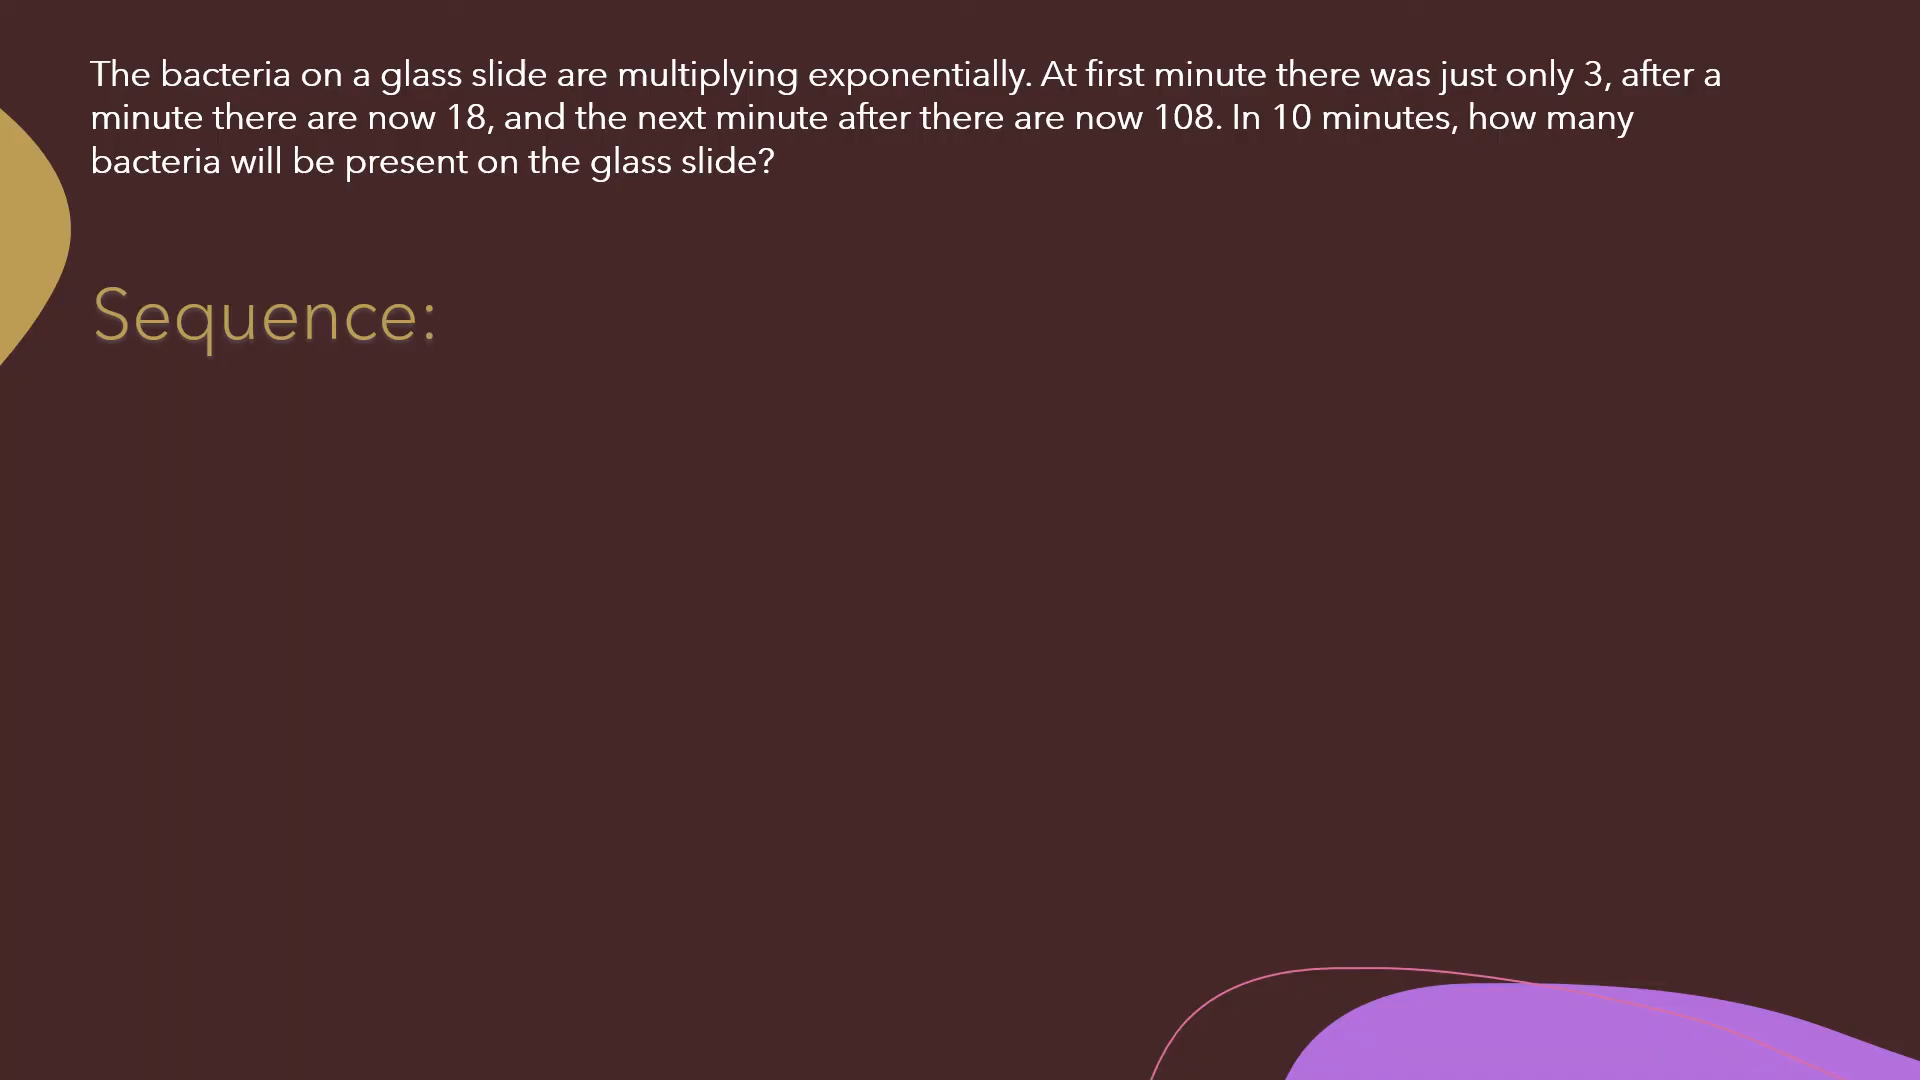 The bacteria on a glass slide are multiplying exponentially. At first minute there was just only 3, after a
minute there are now 18, and the next minute after there are now 108. In 10 minutes, how many
bacteria will be present on the glass slide?
Sequence: